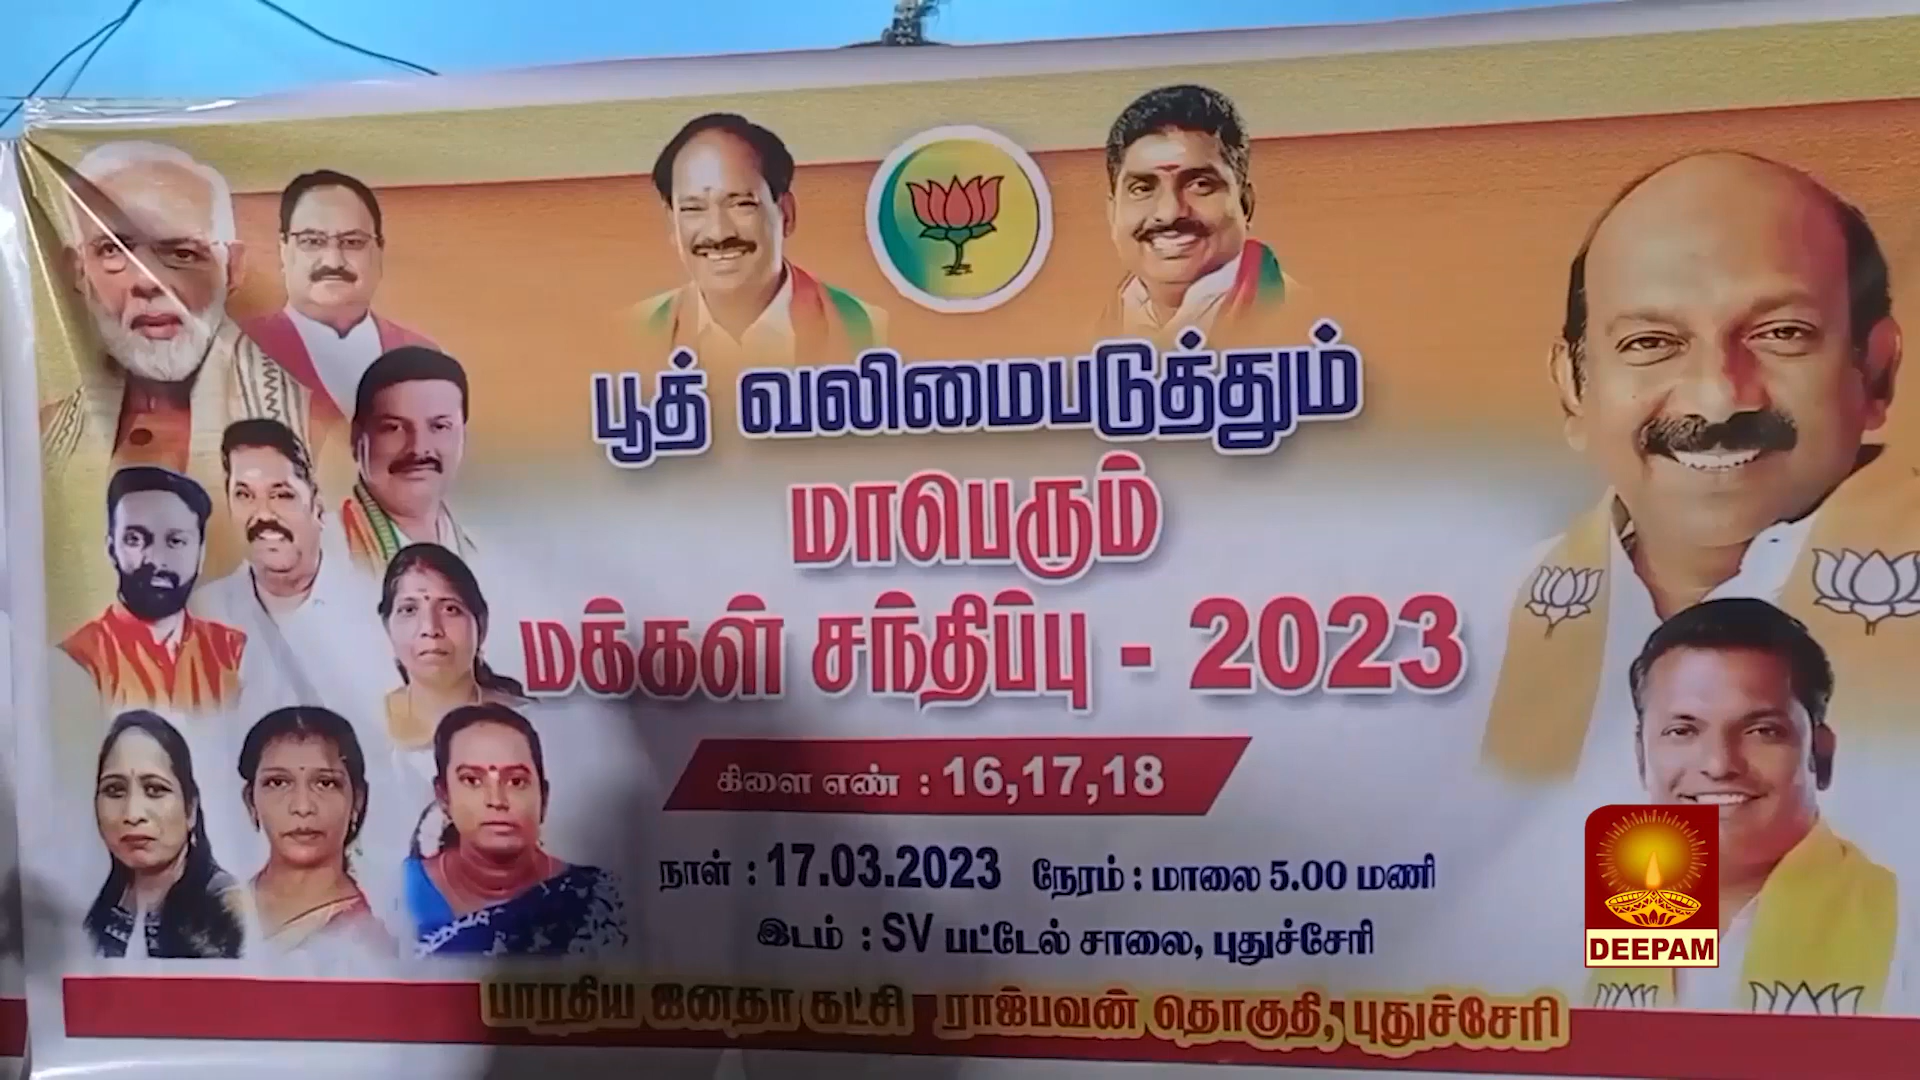 பூத் வலிமைபடுத்தும்
மாபெரும்
மக்கள் சந்திப்பு - 2023
கிளை எண் : 16,17,18
நாள் : 17.03.2023 நேரம் : மாலை 5.00 மணி
இடம் : SV பட்டேல் சாலை, புதுச்சேரி
பாரதிய ஜனதா கட்சி ராஜ்பவன் தொகுதி, புதுச்சேரி
DEEPAM